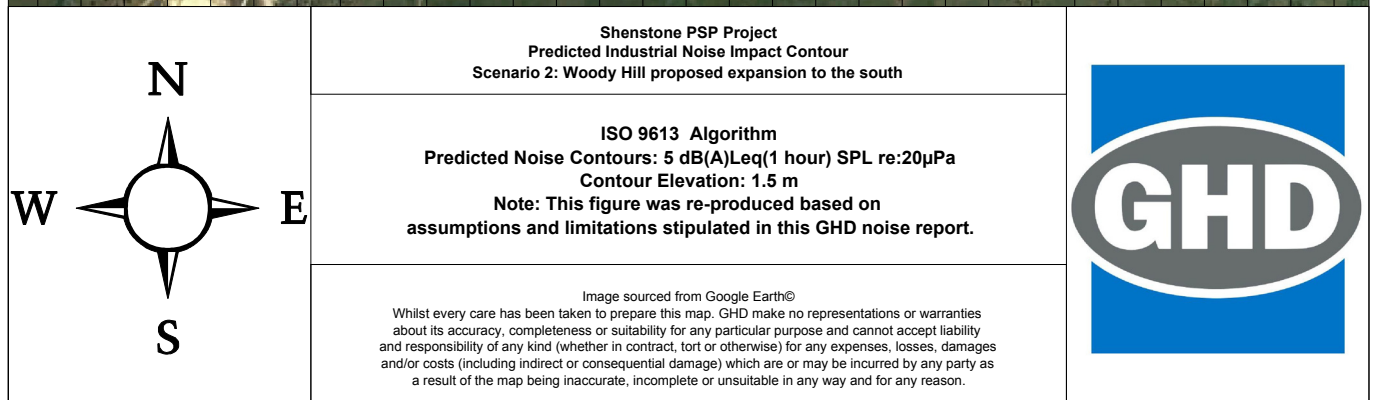 N
W
E
S
Shenstone PSP Project
Predicted Industrial Noise Impact Contour
Scenario 2: Woody Hill proposed expansion to the south
ISO 9613 Algorithm
Predicted Noise Contours: 5 dB(A)Leq(1 hour) SPL re:20µPa
Contour Elevation: 1.5 m
Note: This figure was re-produced based on
assumptions and limitations stipulated in this GHD noise report.
Image sourced from Google Earth©
Whilst every care has been taken to prepare this map. GHD make no representations or warranties
about its accuracy, completeness or suitability for any particular purpose and cannot accept liability
and responsibility of any kind (whether in contract, tort or otherwise) for any expenses, losses, damages
and/or costs (including indirect or consequential damage) which are or may be incurred by any party as
a result of the map being inaccurate, incomplete or unsuitable in any way and for any reason.
GHD